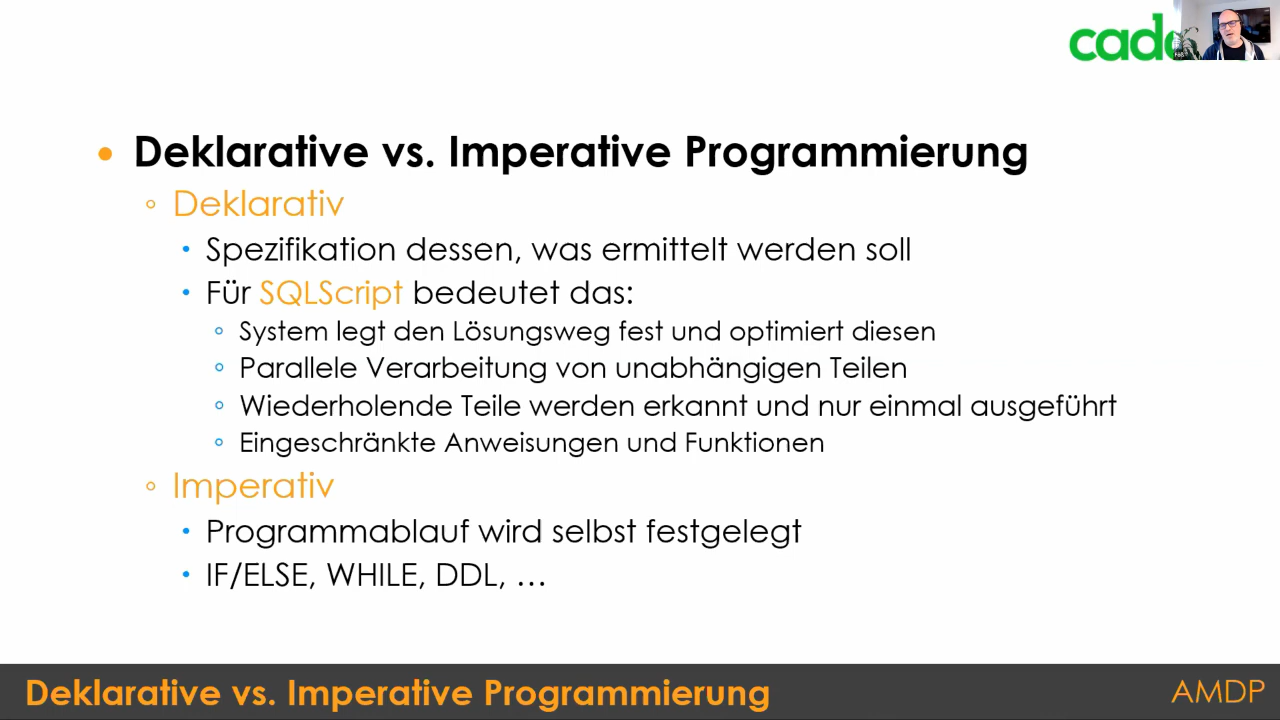 Deklarative vs. Imperative Programmierung
Deklarativ
Spezifikation dessen, was ermittelt werden soll
Für SQLScript bedeutet das:
System legt den Lösungsweg fest und optimiert diesen
Parallele Verarbeitung von unabhängigen Teilen
Wiederholende Teile werden erkannt und nur einmal ausgeführt
Eingeschränkte Anweisungen und Funktionen
Imperativ
Programmablauf wird selbst festgelegt
IF/ELSE, WHILE, DDL, …
Deklarative vs. Imperative Programmierung
AMDP